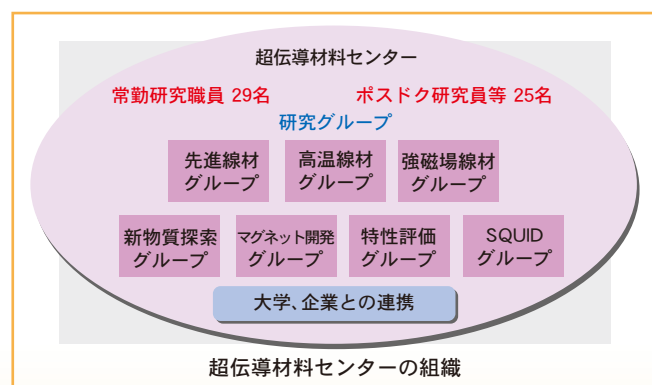 超伝導材料センター
常勤研究職員 29名 ポスドク研究員等 25名
研究グループ
先進線材 高温線材 強磁場線材
グループ グループ グループ
新物質探索 マグネット開発 特性評価 SQUID
グループ グループ グループ グループ
大学、企業との連携
超伝導材料センターの組織